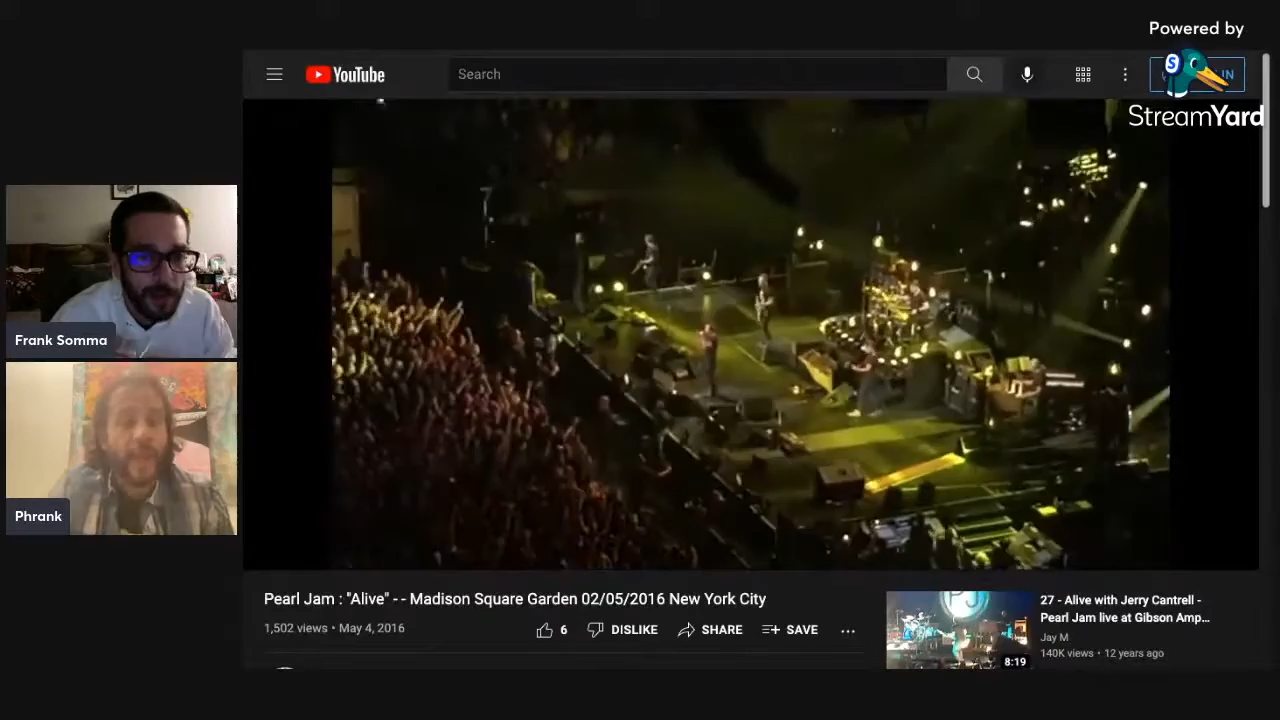 Powered by
StreamYard
YouTube
Search
IN
Frank Somma
Phrank
Pearl Jam : "Alive" - - Madison Square Garden 02/05/2016 New York City
1,502 views • May 4, 2016
6
DISLIKE
SHARE
SAVE
27 - Alive with Jerry Cantrell -
Pearl Jam live at Gibson Amp...
Jay M
140K views • 12 years ago
8:19
PJ